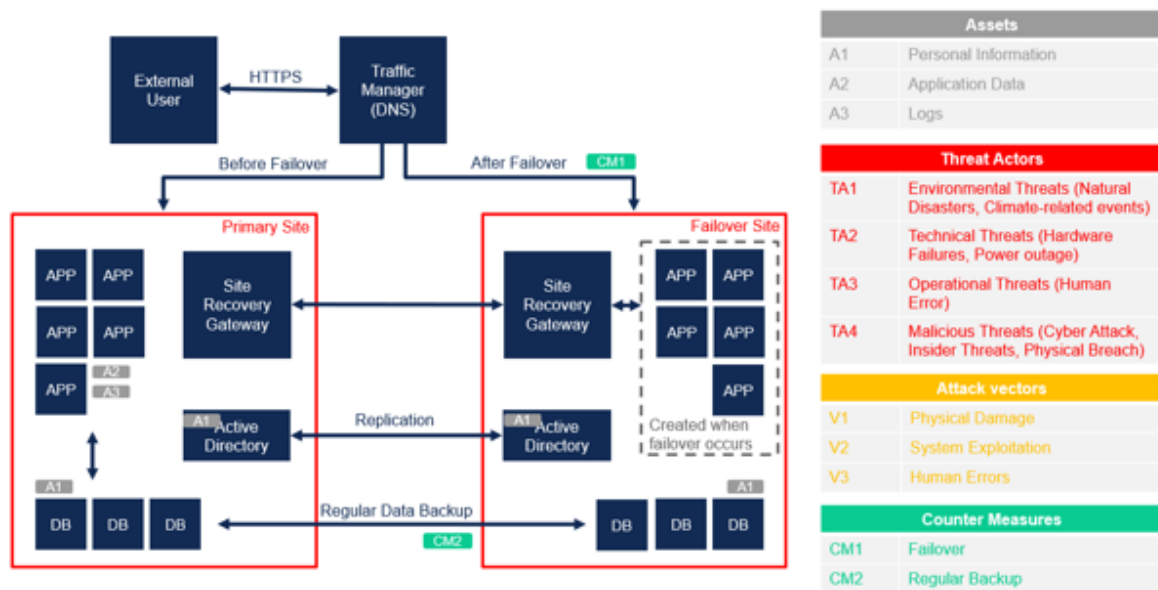 External
User
HTTPS
Traffic
Manager
(DNS)
Before Failover
After Failover
CM1
Primary Site
APP
APP
APP
APP
APP
A2
A3
Site
Recovery
Gateway
A1
Active
Directory
A1
DB
DB
DB
Replication
Regular Data Backup
CM2
Failover Site
Site
Recovery
Gateway
APP
APP
APP
APP
APP
Created when
failover occurs
A1
Active
Directory
A1
DB
DB
DB
Assets
A1 Personal Information
A2 Application Data
A3 Logs
Threat Actors
TA1 Environmental Threats (Natural
Disasters, Climate-related events)
TA2 Technical Threats (Hardware
Failures, Power outage)
TA3 Operational Threats (Human
Error)
TA4 Malicious Threats (Cyber Attack,
Insider Threats, Physical Breach)
Attack vectors
V1 Physical Damage
V2 System Exploitation
V3 Human Errors
Counter Measures
CM1 Failover
CM2 Regular Backup